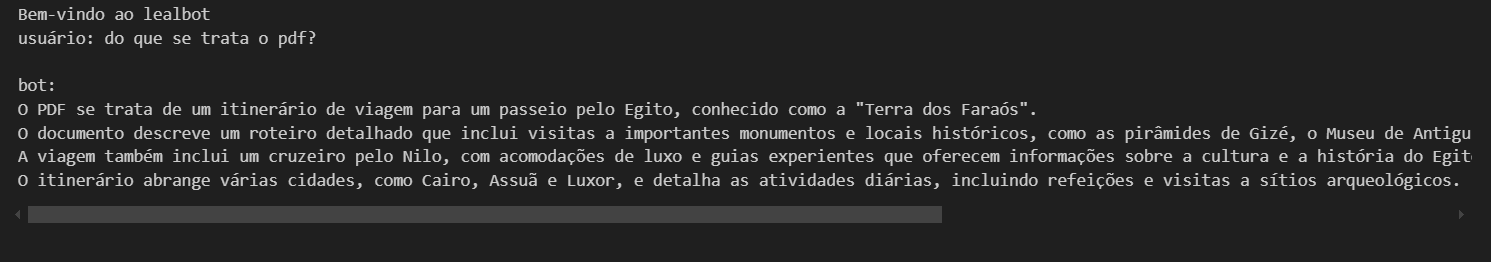 Bem-vindo ao lealbot
usuário: do que se trata o pdf?
bot:
O PDF se trata de um itinerário de viagem para um passeio pelo Egito, conhecido como a "Terra dos Faraós".
O documento descreve um roteiro detalhado que inclui visitas a importantes monumentos e locais históricos, como as pirâmides de Gizé, o Museu de Antigu
A viagem também inclui um cruzeiro pelo Nilo, com acomodações de luxo e guias experientes que oferecem informações sobre a cultura e a história do Egit
O itinerário abrange várias cidades, como Cairo, Assuã e Luxor, e detalha as atividades diárias, incluindo refeições e visitas a sítios arqueológicos.